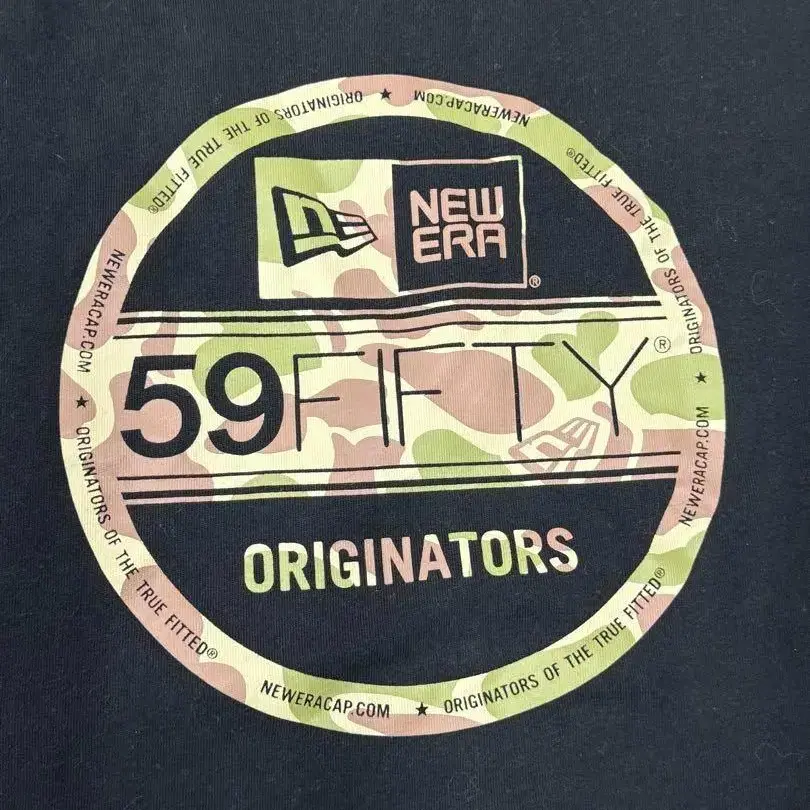 NEW
ERA
®
59FIFTY®
ORIGINATORS
NEWERACAP.COM ★ ORIGINATORS OF THE TRUE FITTED®
NEWERACAP.COM ★ ORIGINATORS OF THE TRUE FITTED®
NEWERACAP.COM ★ ORIGINATORS OF THE TRUE FITTED®
NEWERACAP.COM ★ ORIGINATORS OF THE TRUE FITTED®